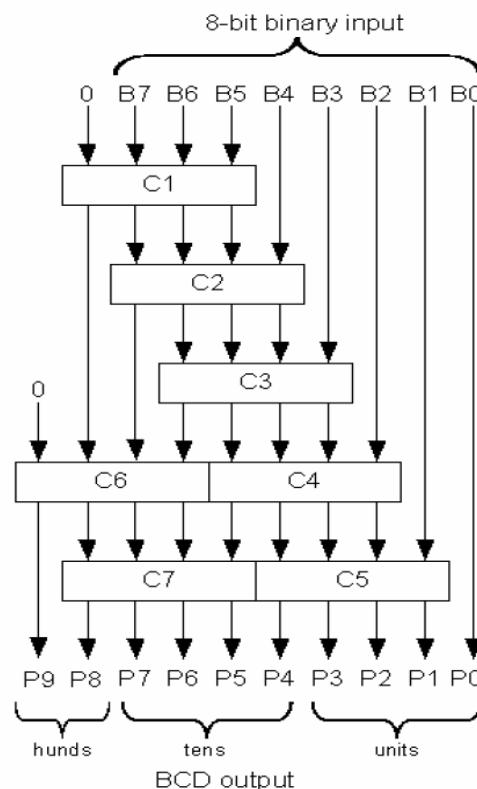 8-bit binary input
0 B7 B6 B5 B4 B3 B2 B1 B0
C1
C2
C3
0
C6 C4
C7 C5
P9 P8 P7 P6 P5 P4 P3 P2 P1 P0
hunds tens units
BCD output